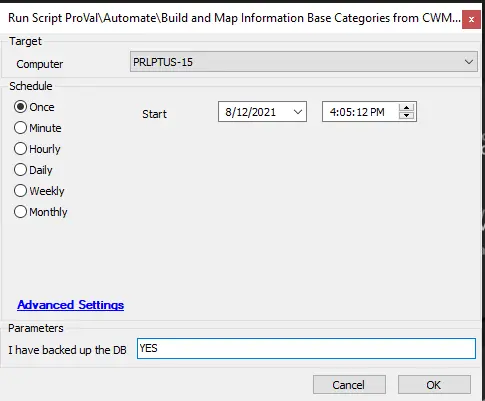 Run Script ProVal\Automate\Build and Map Information Base Categories from CWM... x
Target
Computer PRLPTUS-15
Schedule
Once Start 8/12/2021 4:05:12 PM
Minute
Hourly
Daily
Weekly
Monthly
Advanced Settings
Parameters
I have backed up the DB YES
Cancel OK